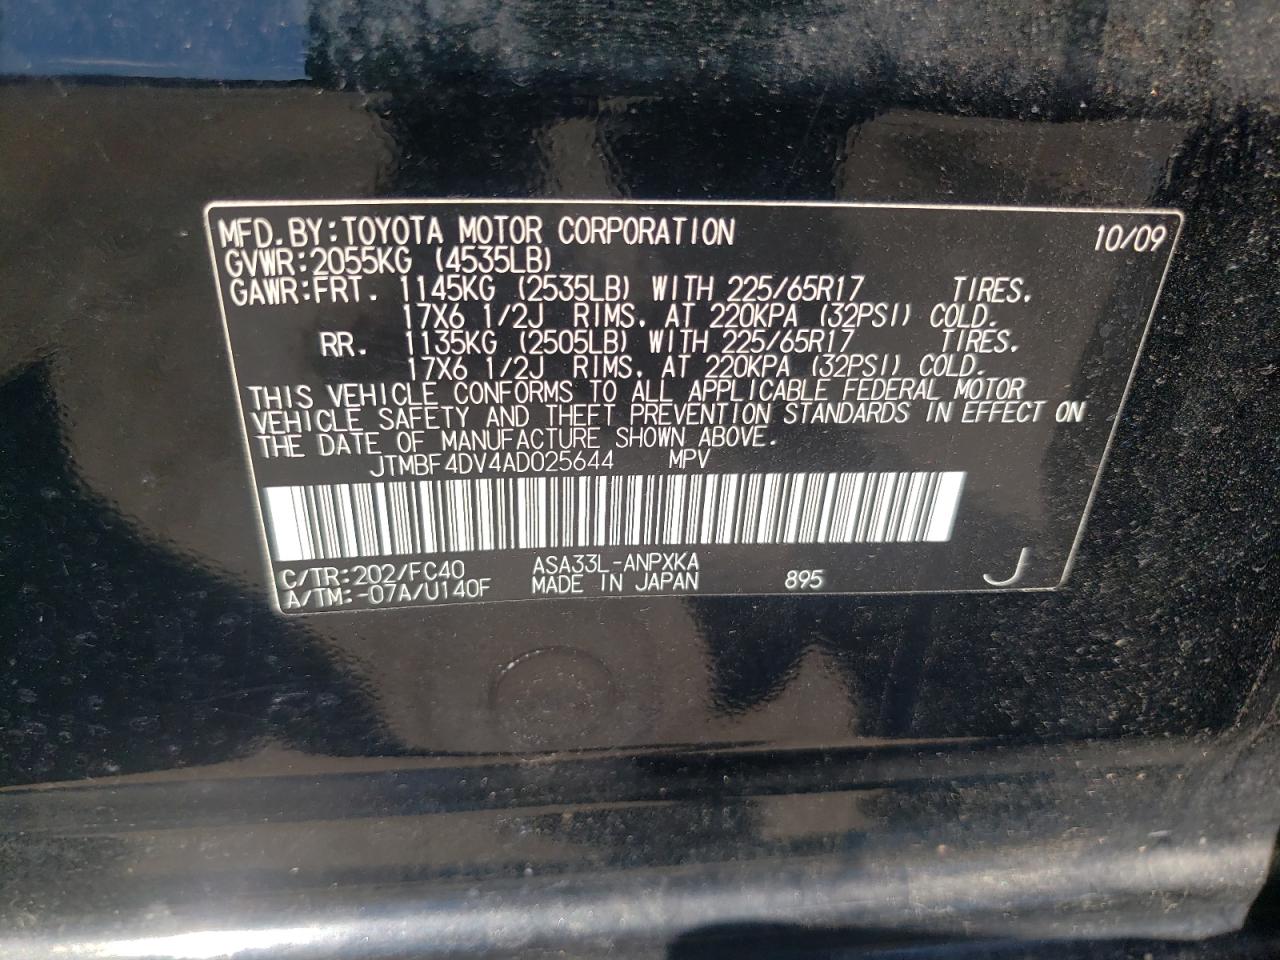 MFD.BY:TOYOTA MOTOR CORPORATION 10/09
GVWR:2055KG (4535LB)
GAWR:FRT. 1145KG (2535LB) WITH 225/65R17 TIRES.
17X6 1/2J RIMS, AT 220KPA (32PSI) COLD.
RR. 1135KG (2505LB) WITH 225/65R17 TIRES.
17X6 1/2J RIMS, AT 220KPA (32PSI) COLD.
THIS VEHICLE CONFORMS TO ALL APPLICABLE FEDERAL MOTOR
VEHICLE SAFETY AND THEFT PREVENTION STANDARDS IN EFFECT ON
THE DATE OF MANUFACTURE SHOWN ABOVE.
JTMBF4DV4AD025644 MPV
C/TR:202/FC40 ASA33L-ANPXKA
A/TM:-07A/U140F MADE IN JAPAN 895 J